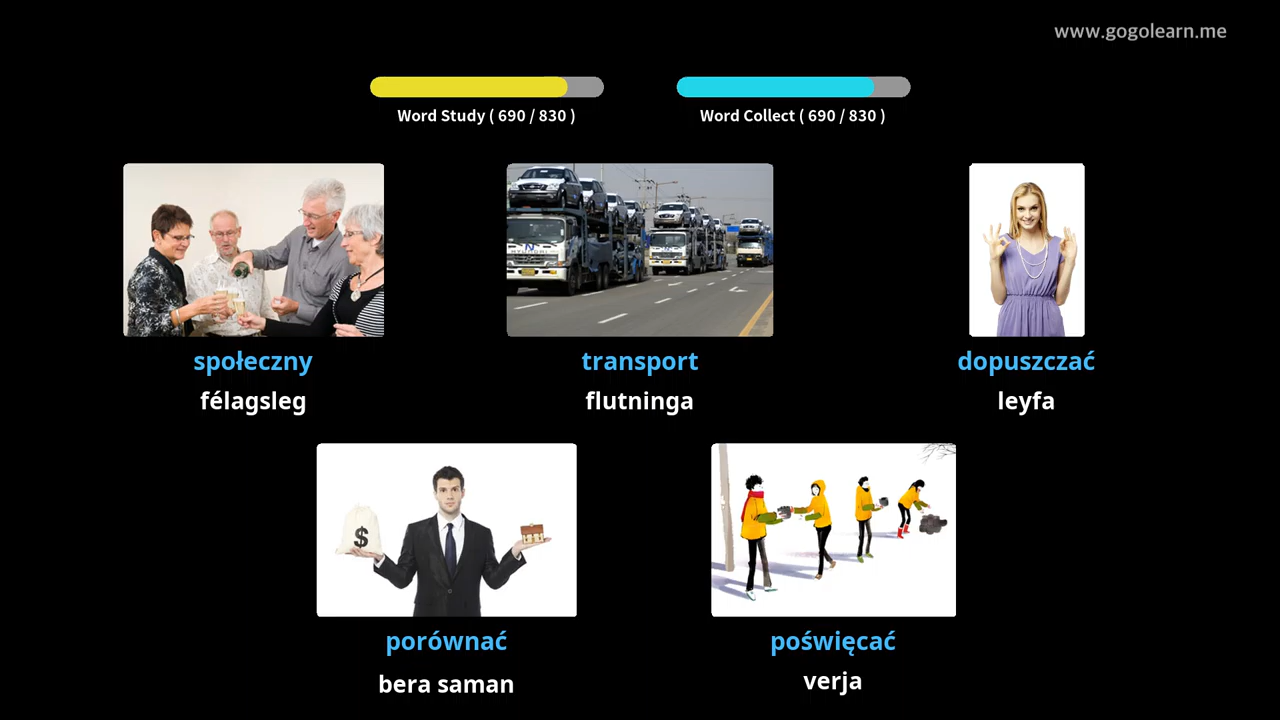 www.gogolearn.me
Word Study ( 690 / 830 )
Word Collect ( 690 / 830 )
społeczny
félagsleg
transport
flutninga
dopuszczać
leyfa
porównać
bera saman
poświęcać
verja
$